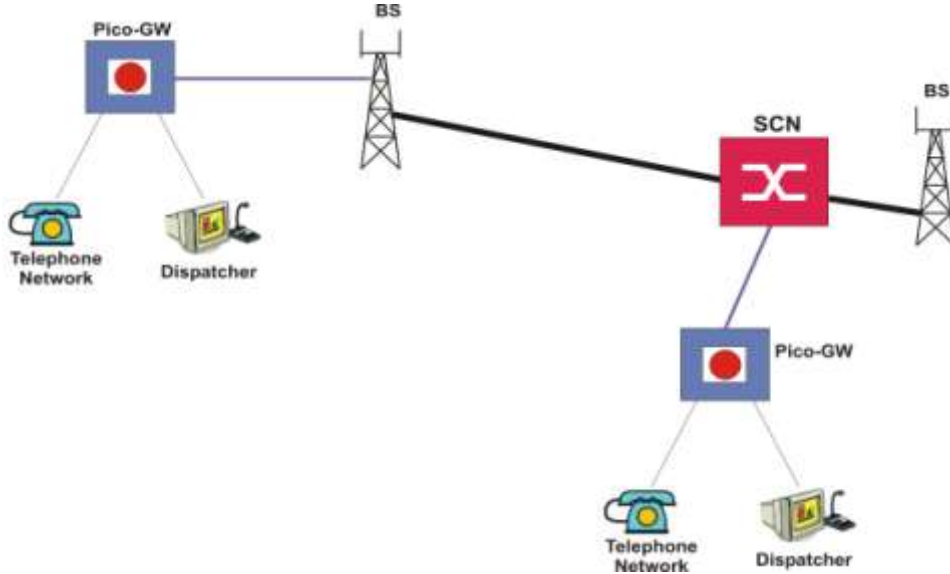 BS
Pico-GW
BS
SCN
Telephone
Network
Dispatcher
Pico-GW
Telephone
Network
Dispatcher